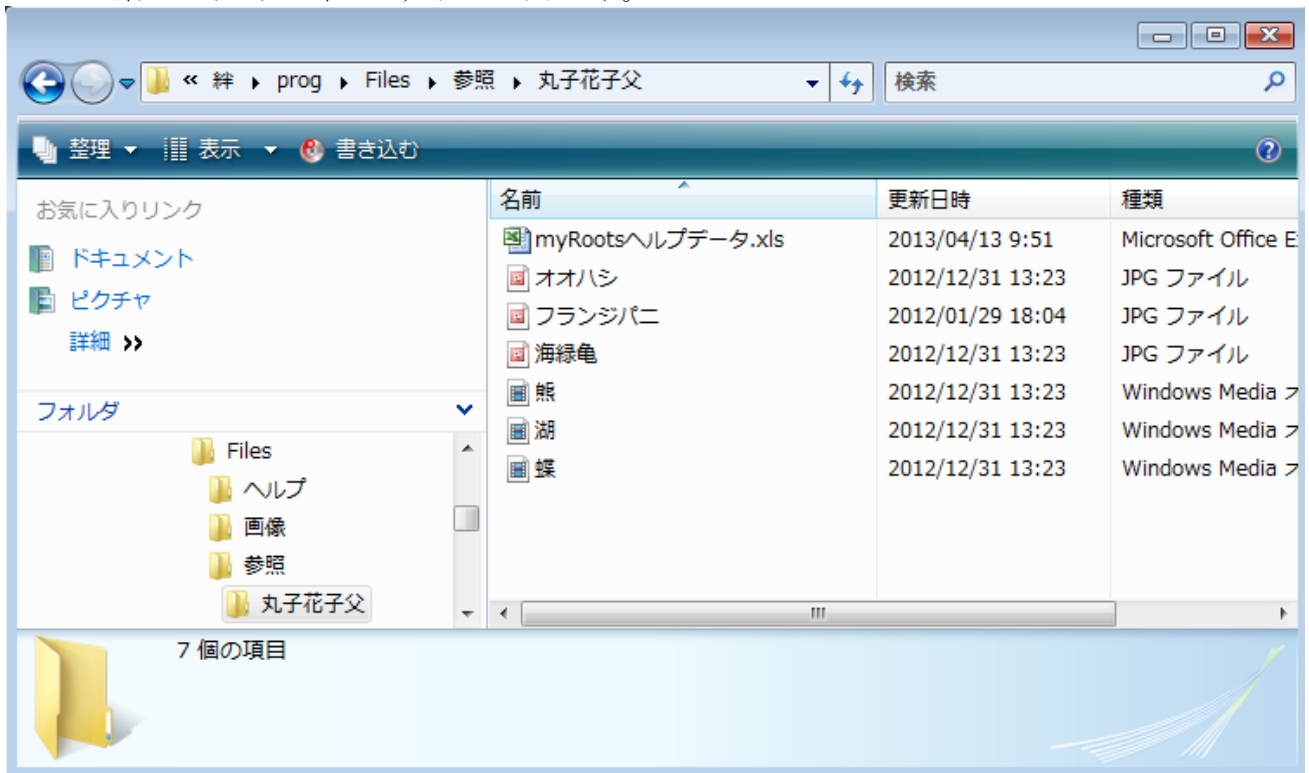 « 絆 ▸ prog ▸ Files ▸ 参照 ▸ 丸子花子父 検索
整理 表示 書き込む
お気に入りリンク
ドキュメント
ピクチャ
詳細 »
フォルダ
Files
ヘルプ
画像
参照
丸子花子父
名前 更新日時 種類
myRootsヘルプデータ.xls 2013/04/13 9:51 Microsoft Office E
オオハシ 2012/12/31 13:23 JPG ファイル
フランジパニ 2012/01/29 18:04 JPG ファイル
海緑亀 2012/12/31 13:23 JPG ファイル
熊 2012/12/31 13:23 Windows Media
湖 2012/12/31 13:23 Windows Media
蝶 2012/12/31 13:23 Windows Media
7 個の項目